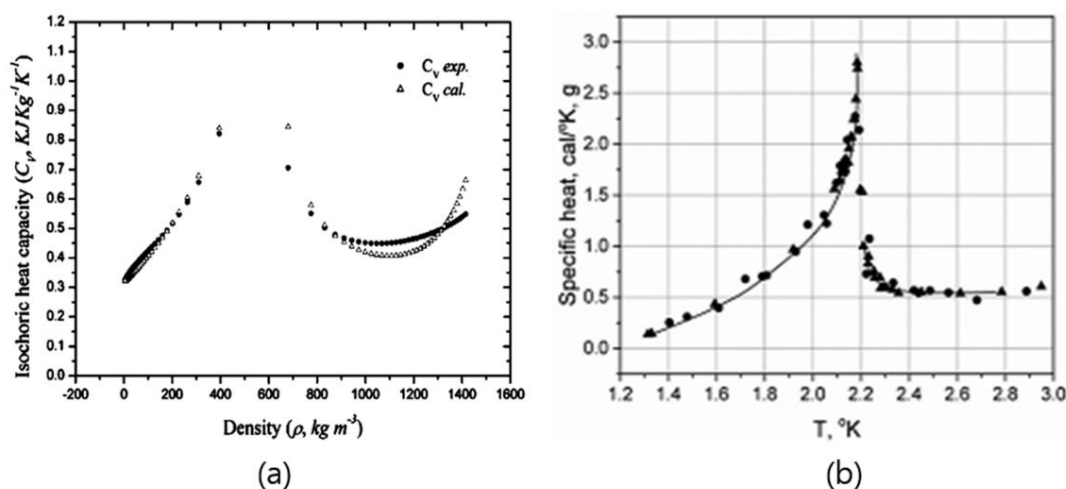 1.2
1.1
1.0
0.9
0.8
0.7
0.6
0.5
0.4
0.3
0.2
0.1
0.0
-200 0 200 400 600 800 1000 1200 1400 1600
Isochoric heat capacity (Cᵥ, KJ Kg⁻¹ K⁻¹)
Density (ρ, kg m⁻³)
Cᵥ exp.
Cᵥ cal.
(a)
3.0
2.5
2.0
1.5
1.0
0.5
0.0
1.2 1.4 1.6 1.8 2.0 2.2 2.4 2.6 2.8 3.0
Specific heat, cal/°K, g
T, °K
(b)